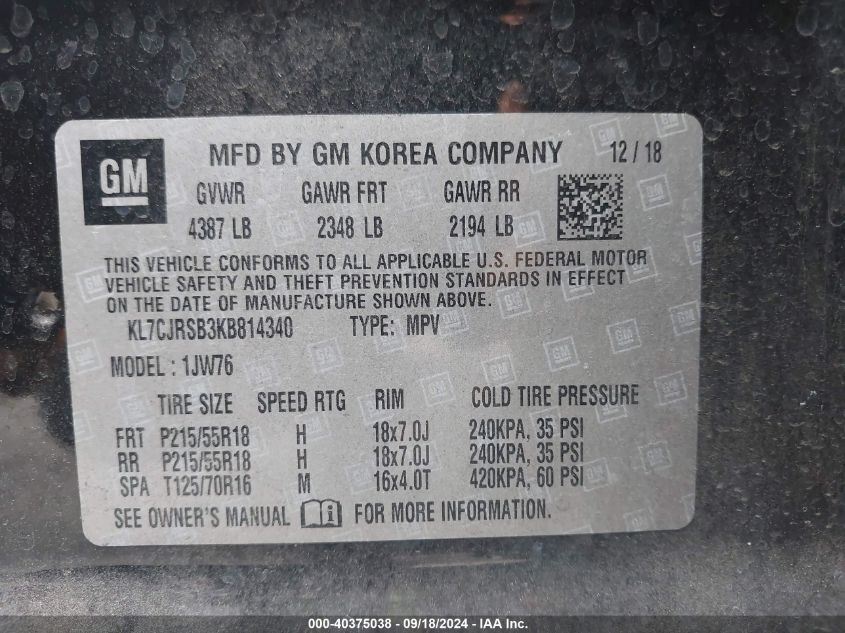 GM
MFD BY GM KOREA COMPANY 12/18
GVWR GAWR FRT GAWR RR
4387 LB 2348 LB 2194 LB
THIS VEHICLE CONFORMS TO ALL APPLICABLE U.S. FEDERAL MOTOR
VEHICLE SAFETY AND THEFT PREVENTION STANDARDS IN EFFECT
ON THE DATE OF MANUFACTURE SHOWN ABOVE.
KL7CJRSB3KB814340 TYPE: MPV
MODEL : 1JW76
TIRE SIZE SPEED RTG RIM COLD TIRE PRESSURE
FRT P215/55R18 H 18x7.0J 240KPA, 35 PSI
RR P215/55R18 H 18x7.0J 240KPA, 35 PSI
SPA T125/70R16 M 16x4.0T 420KPA, 60 PSI
SEE OWNER'S MANUAL FOR MORE INFORMATION.
000-40375038 - 09/18/2024 - IAA Inc.